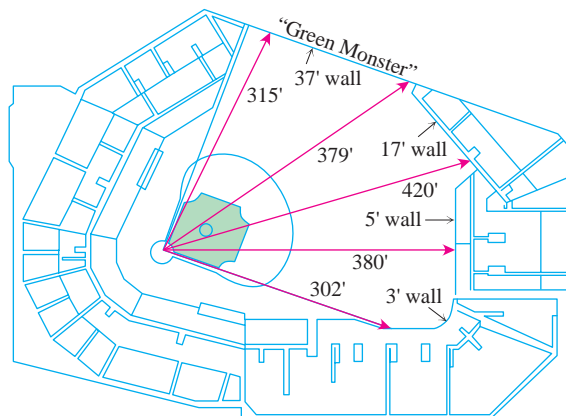 “Green Monster”
37' wall
315'
379'
17' wall
420'
5' wall
380'
302'
3' wall